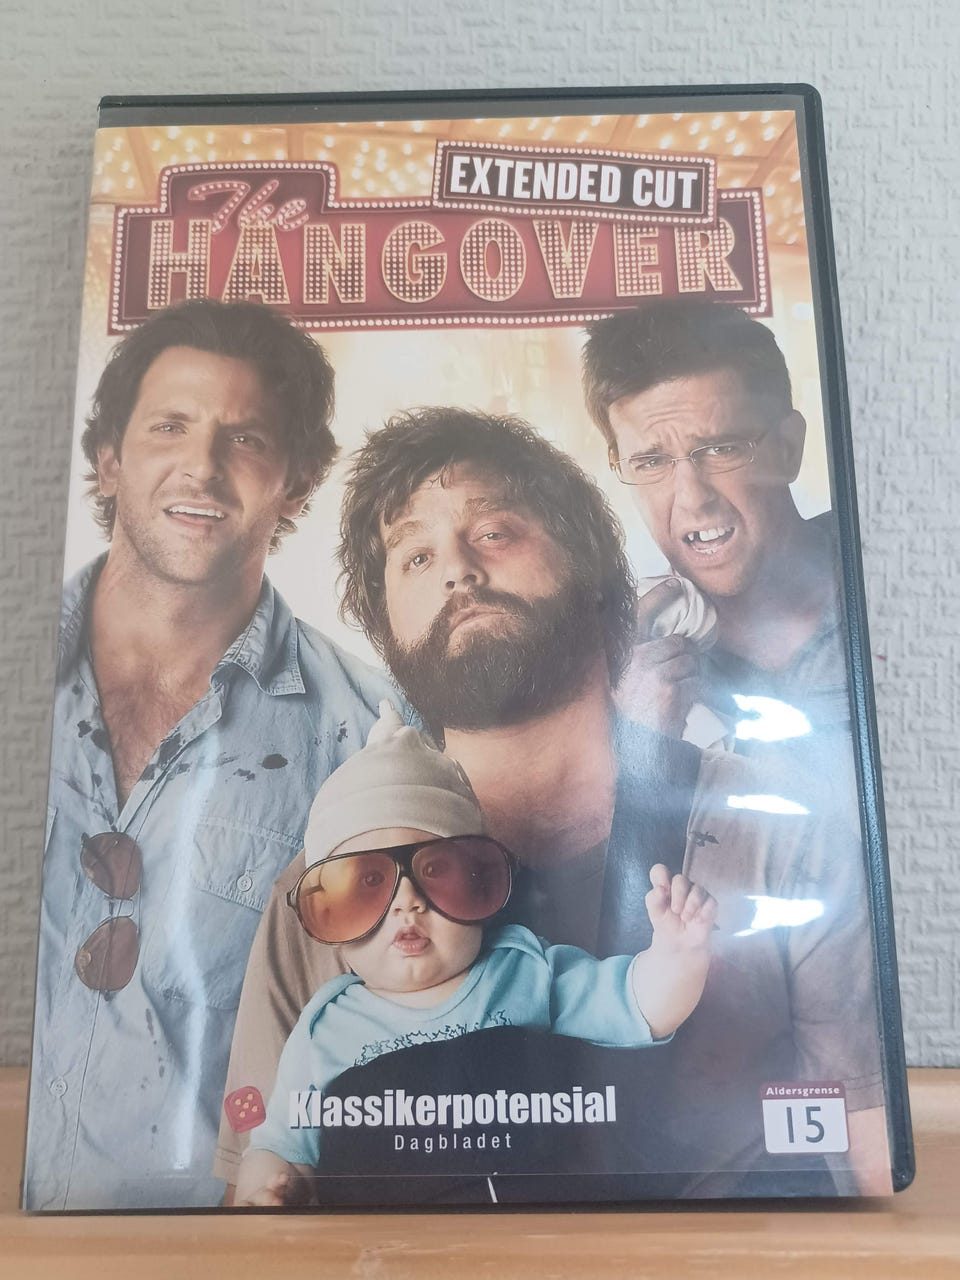 EXTENDED CUT
The
HANGOVER
Klassikerpotensial
Dagbladet
Aldersgrense
15